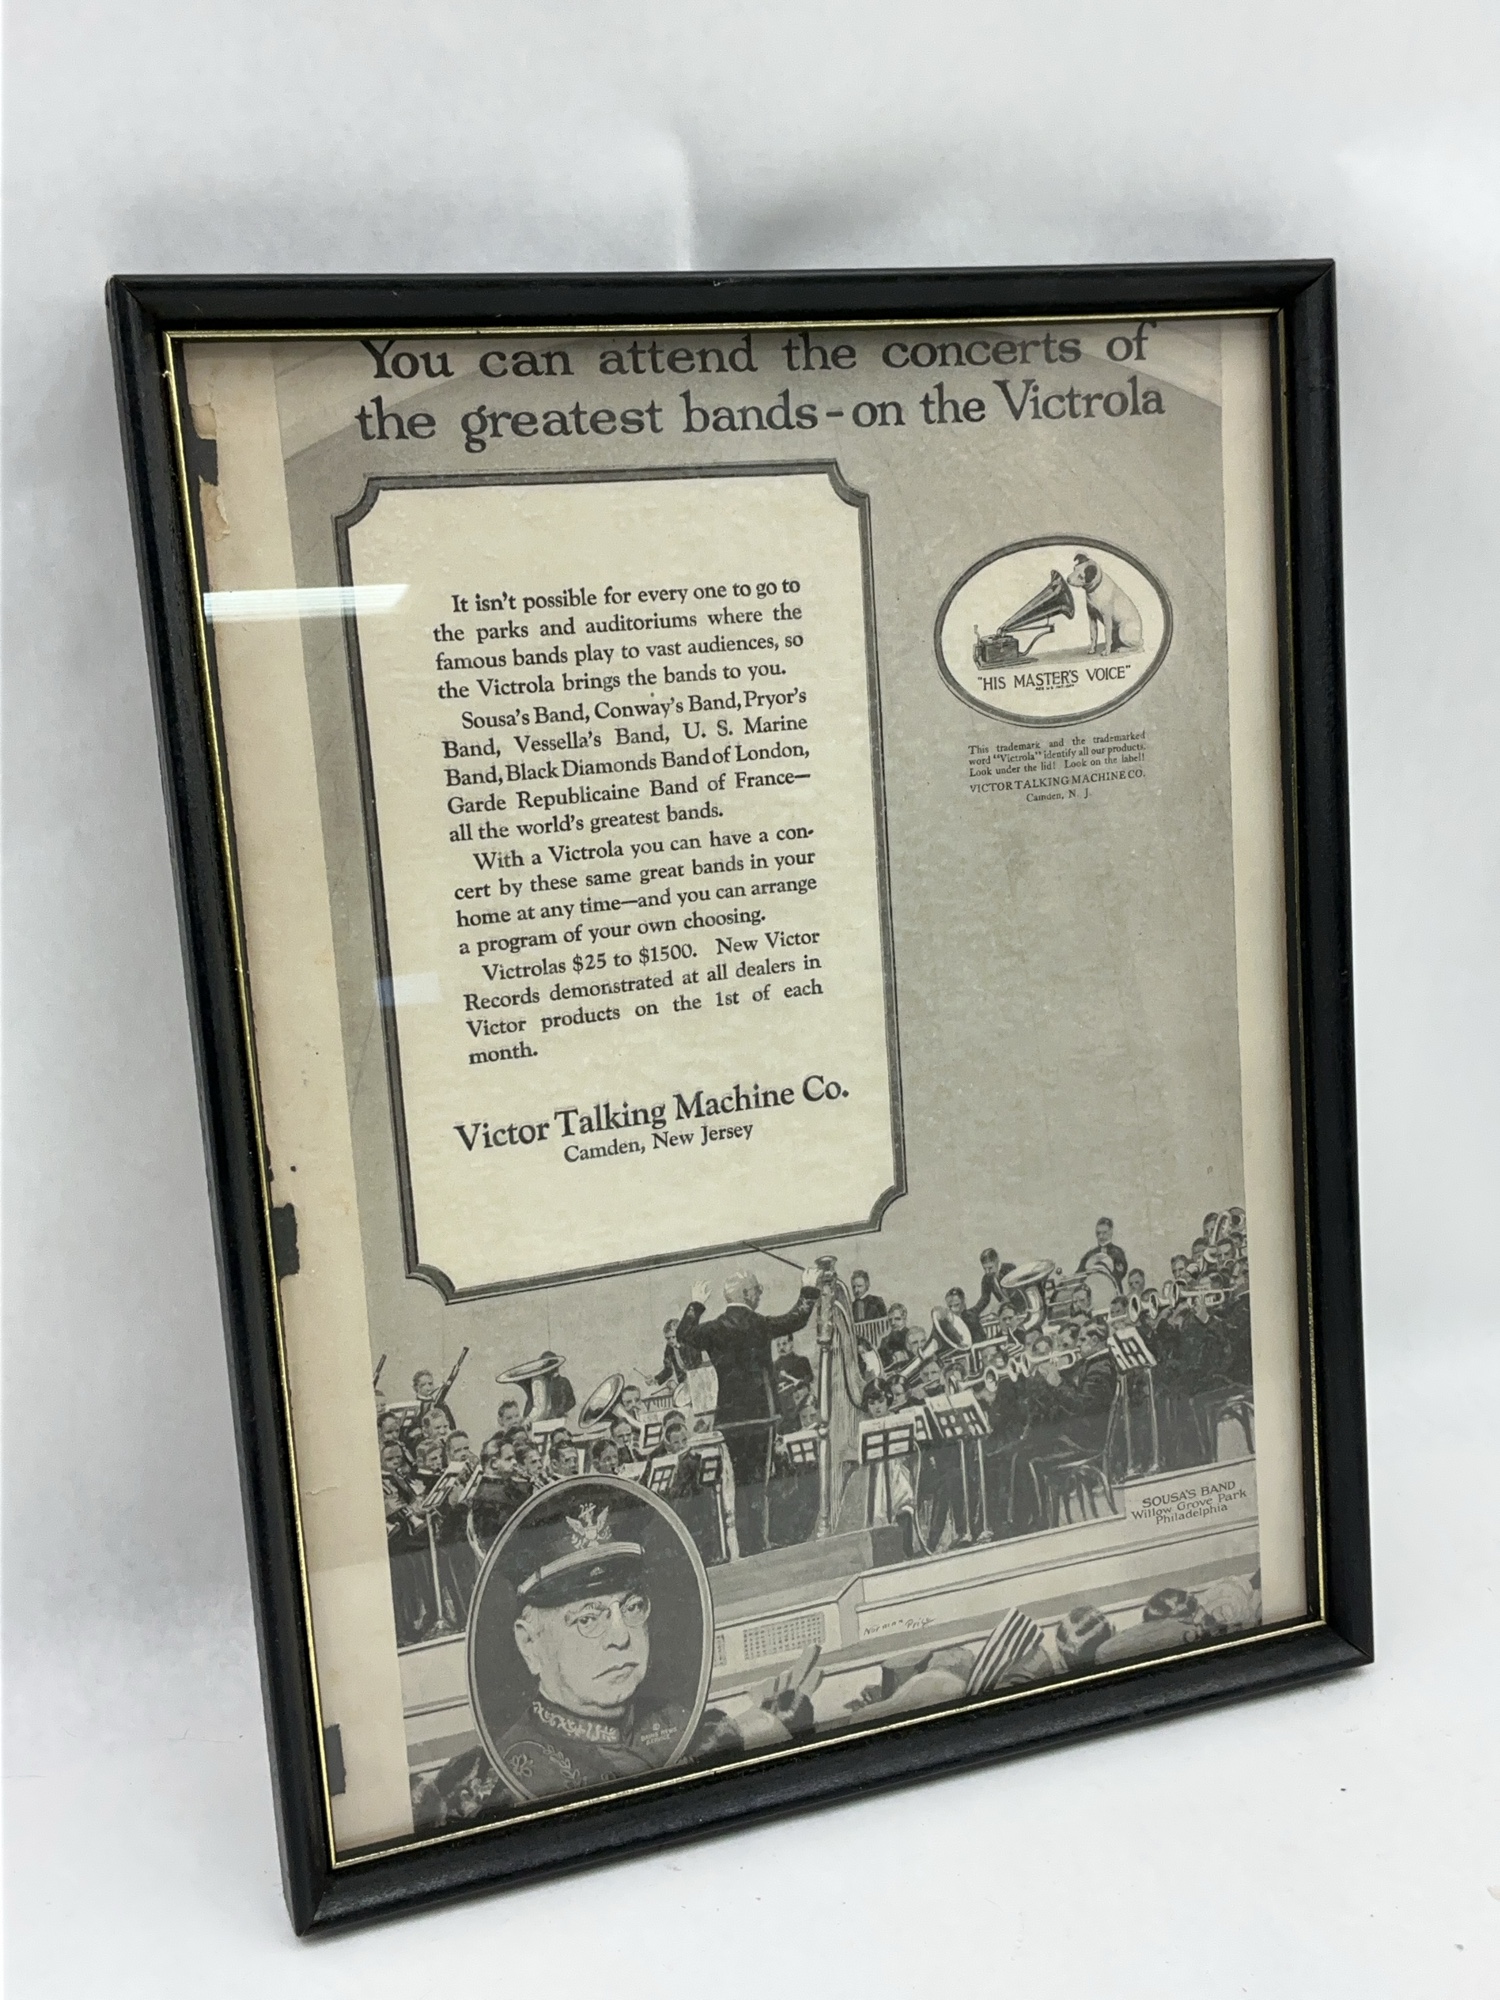 You can attend the concerts of
the greatest bands-on the Victrola
It isn't possible for every one to go to
the parks and auditoriums where the
famous bands play to vast audiences, so
the Victrola brings the bands to you.
Sousa's Band, Conway's Band, Pryor's
Band, Vessella's Band, U. S. Marine
Band, Black Diamonds Band of London,
Garde Republicaine Band of France—
all the world's greatest bands.
With a Victrola you can have a con-
cert by these same great bands in your
home at any time—and you can arrange
a program of your own choosing.
Victrolas $25 to $1500. New Victor
Records demonstrated at all dealers in
Victor products on the 1st of each
month.
Victor Talking Machine Co.
Camden, New Jersey
"HIS MASTER'S VOICE"
This trademark and the trademarked
word "Victrola" identify all our products.
Look under the lid! Look on the label!
VICTOR TALKING MACHINE CO.
Camden, N. J.
SOUSA'S BAND
Willow Grove Park
Philadelphia
Norman Price